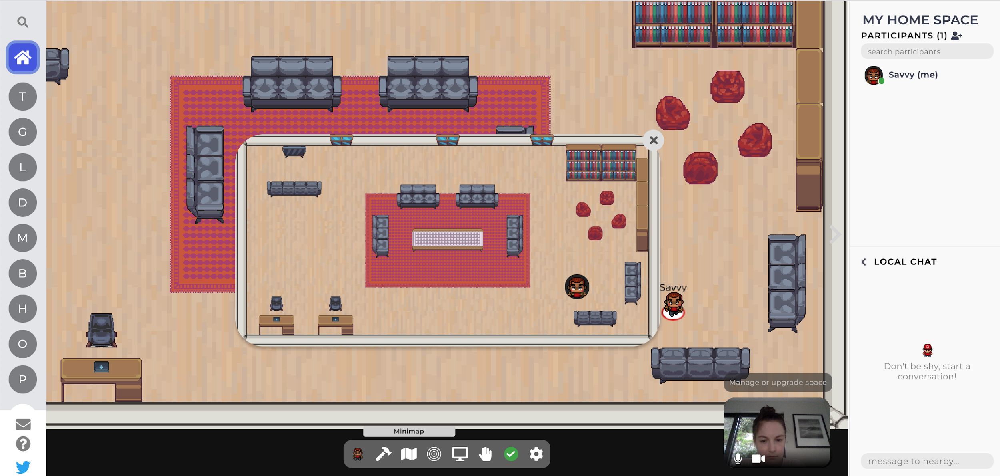 T
G
L
D
M
B
H
O
P
Savvy
Manage or upgrade space
Minimap
MY HOME SPACE
PARTICIPANTS (1)
search participants
Savvy (me)
LOCAL CHAT
Don't be shy, start a
conversation!
message to nearby...